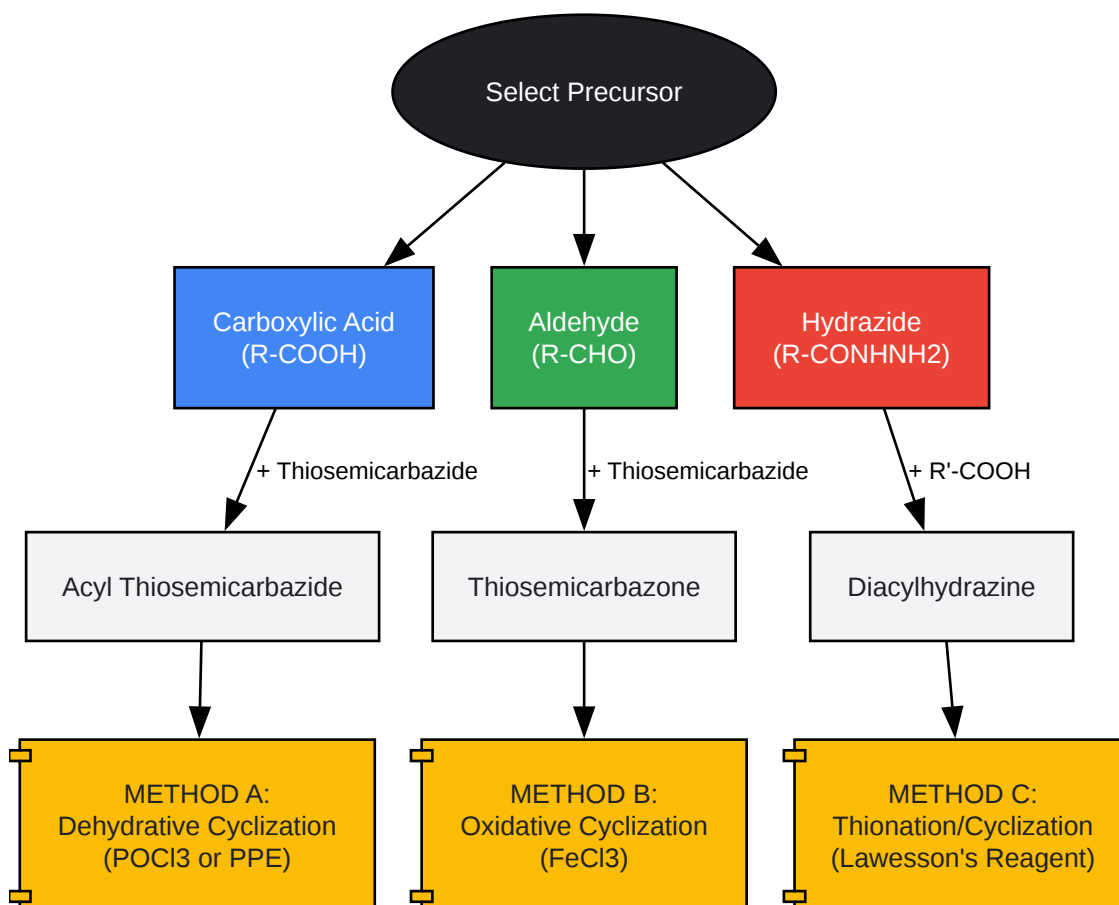 Select Precursor
Carboxylic Acid
(R-COOH)
Aldehyde
(R-CHO)
Hydrazide
(R-CONHNH2)
+ Thiosemicarbazide
+ Thiosemicarbazide
+ R'-COOH
Acyl Thiosemicarbazide
Thiosemicarbazone
Diacylhydrazine
METHOD A:
Dehydrative Cyclization
(POCl3 or PPE)
METHOD B:
Oxidative Cyclization
(FeCl3)
METHOD C:
Thionation/Cyclization
(Lawesson's Reagent)